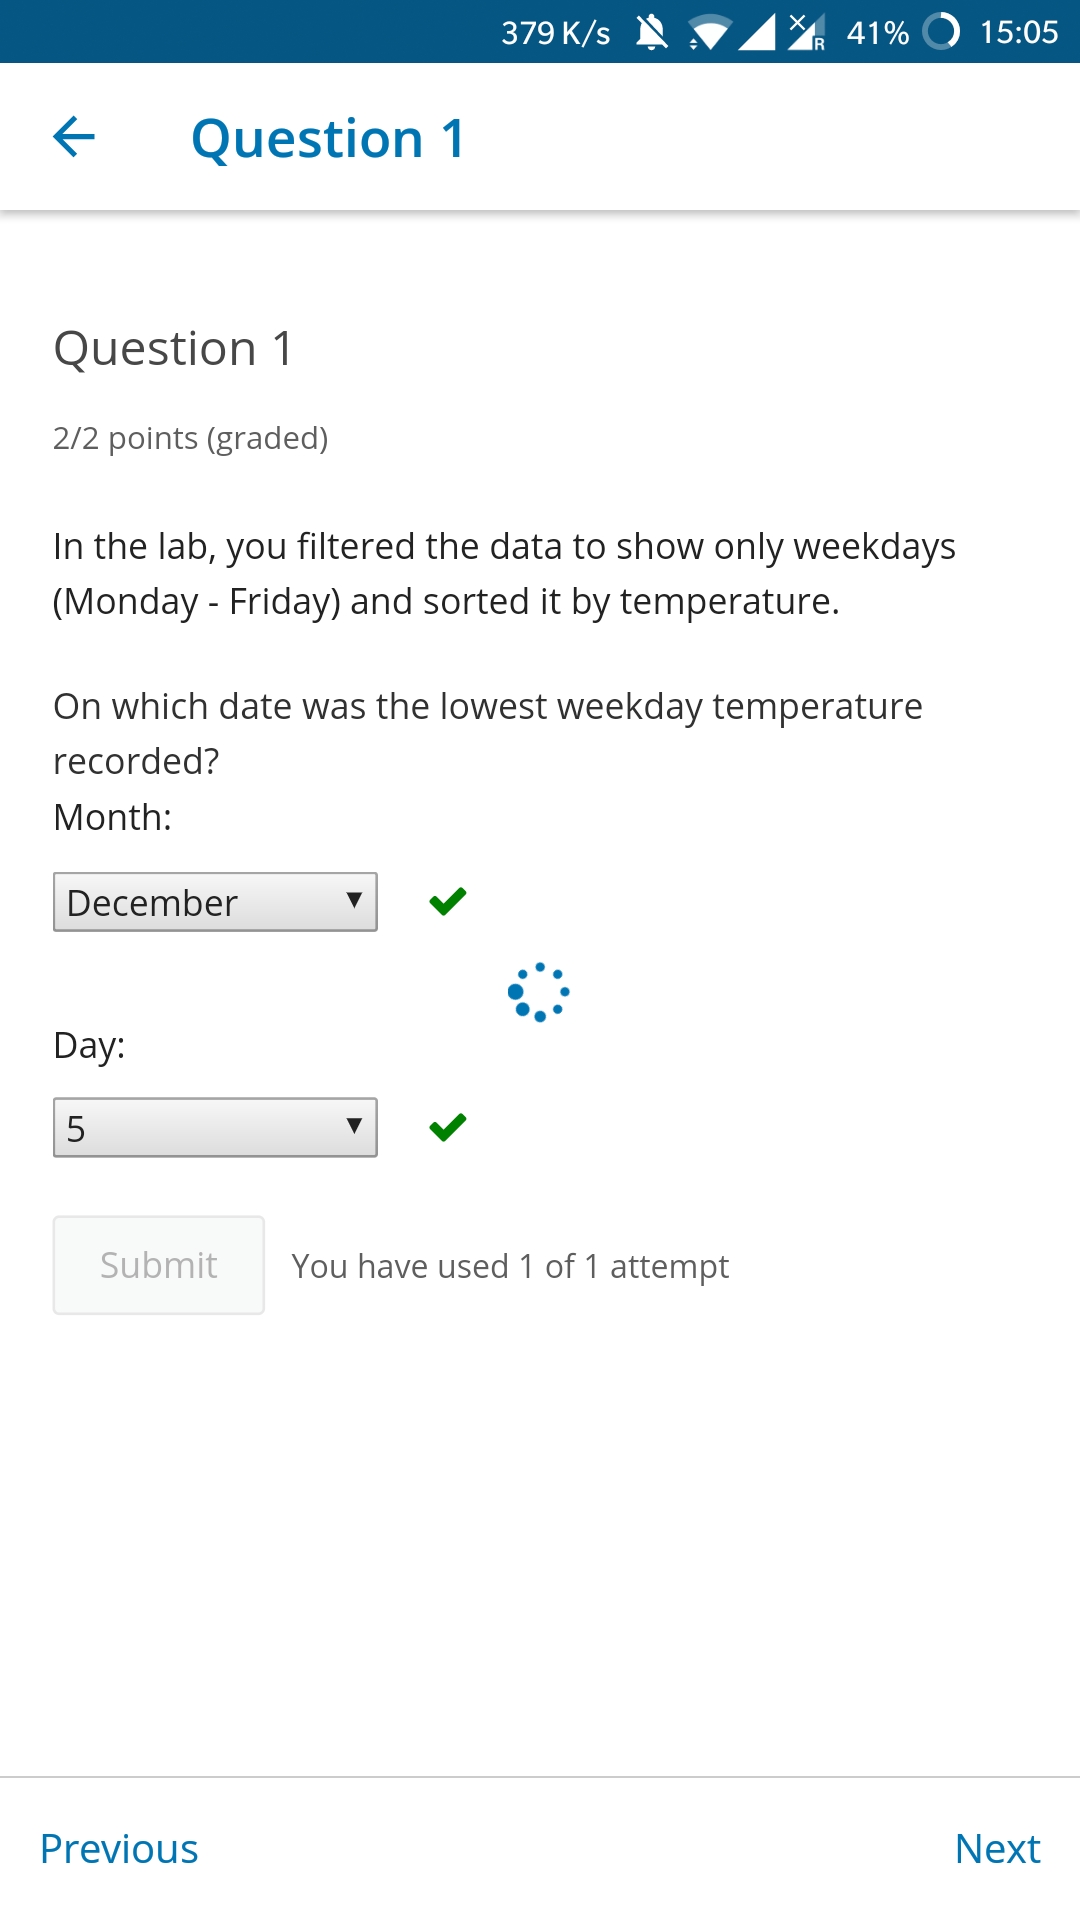 379 K/s R 41% 15:05
Question 1
Question 1
2/2 points (graded)
In the lab, you filtered the data to show only weekdays
(Monday - Friday) and sorted it by temperature.
On which date was the lowest weekday temperature
recorded?
Month:
December
Day:
5
Submit You have used 1 of 1 attempt
Previous Next